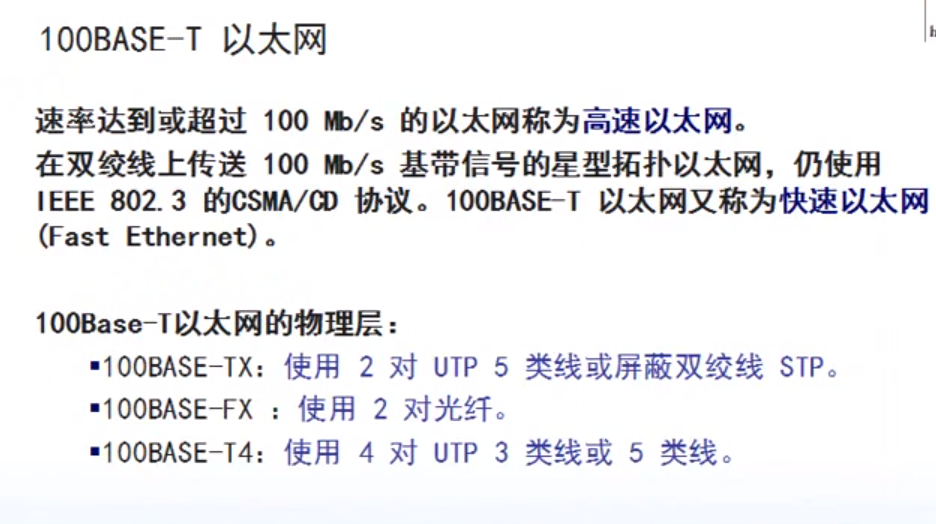 100BASE-T 以太网
速率达到或超过 100 Mb/s 的以太网称为高速以太网。
在双绞线上传送 100 Mb/s 基带信号的星型拓扑以太网，仍使用
IEEE 802.3 的CSMA/CD 协议。100BASE-T 以太网又称为快速以太网
(Fast Ethernet)。
100Base-T以太网的物理层：
▪100BASE-TX：使用 2 对 UTP 5 类线或屏蔽双绞线 STP。
▪100BASE-FX ：使用 2 对光纤。
▪100BASE-T4：使用 4 对 UTP 3 类线或 5 类线。